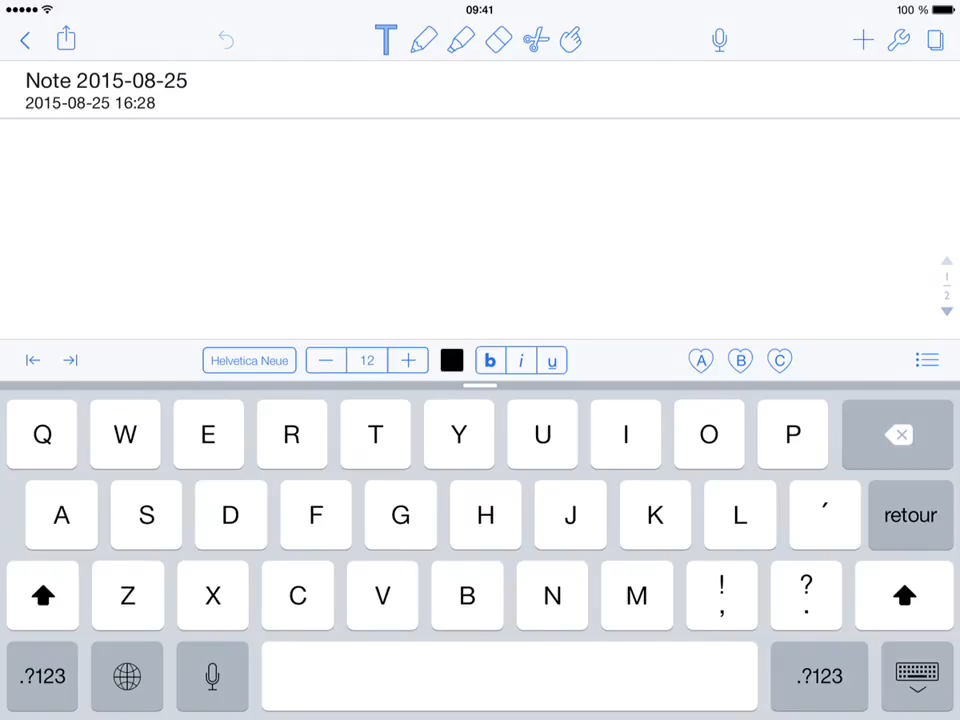 09:41
100 %
T
Note 2015-08-25
2015-08-25 16:28
1
2
Helvetica Neue
12
b i u
A B C
Q W E R T Y U I O P
A S D F G H J K L ´ retour
Z X C V B N M ! , ? .
.?123 .?123